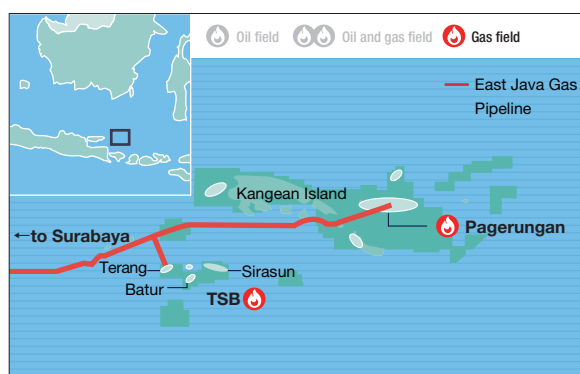 Oil field
Oil and gas field
Gas field
East Java Gas
Pipeline
Kangean Island
←to Surabaya
Pagerungan
Terang
Sirasun
Batur
TSB